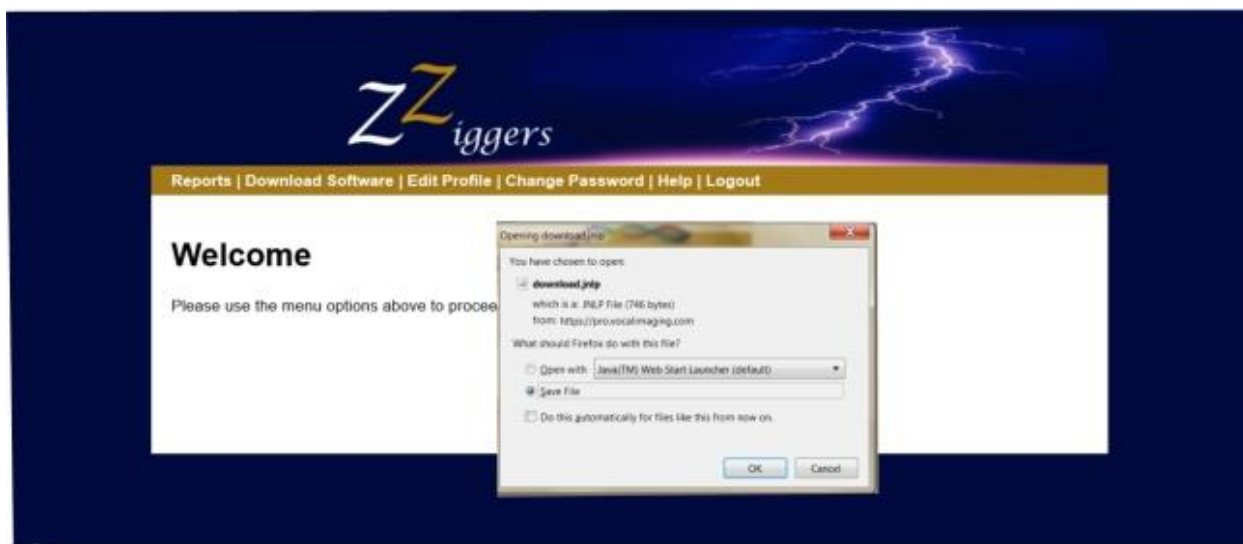 ZZiggers
Reports | Download Software | Edit Profile | Change Password | Help | Logout
Welcome
Please use the menu options above to procee
Opening download.jnlp
You have chosen to open:
download.jnlp
which is a: JNLP File (746 bytes)
from: https://pro.vocalimaging.com
What should Firefox do with this file?
Open with Java(TM) Web Start Launcher (default)
Save File
Do this automatically for files like this from now on.
OK Cancel